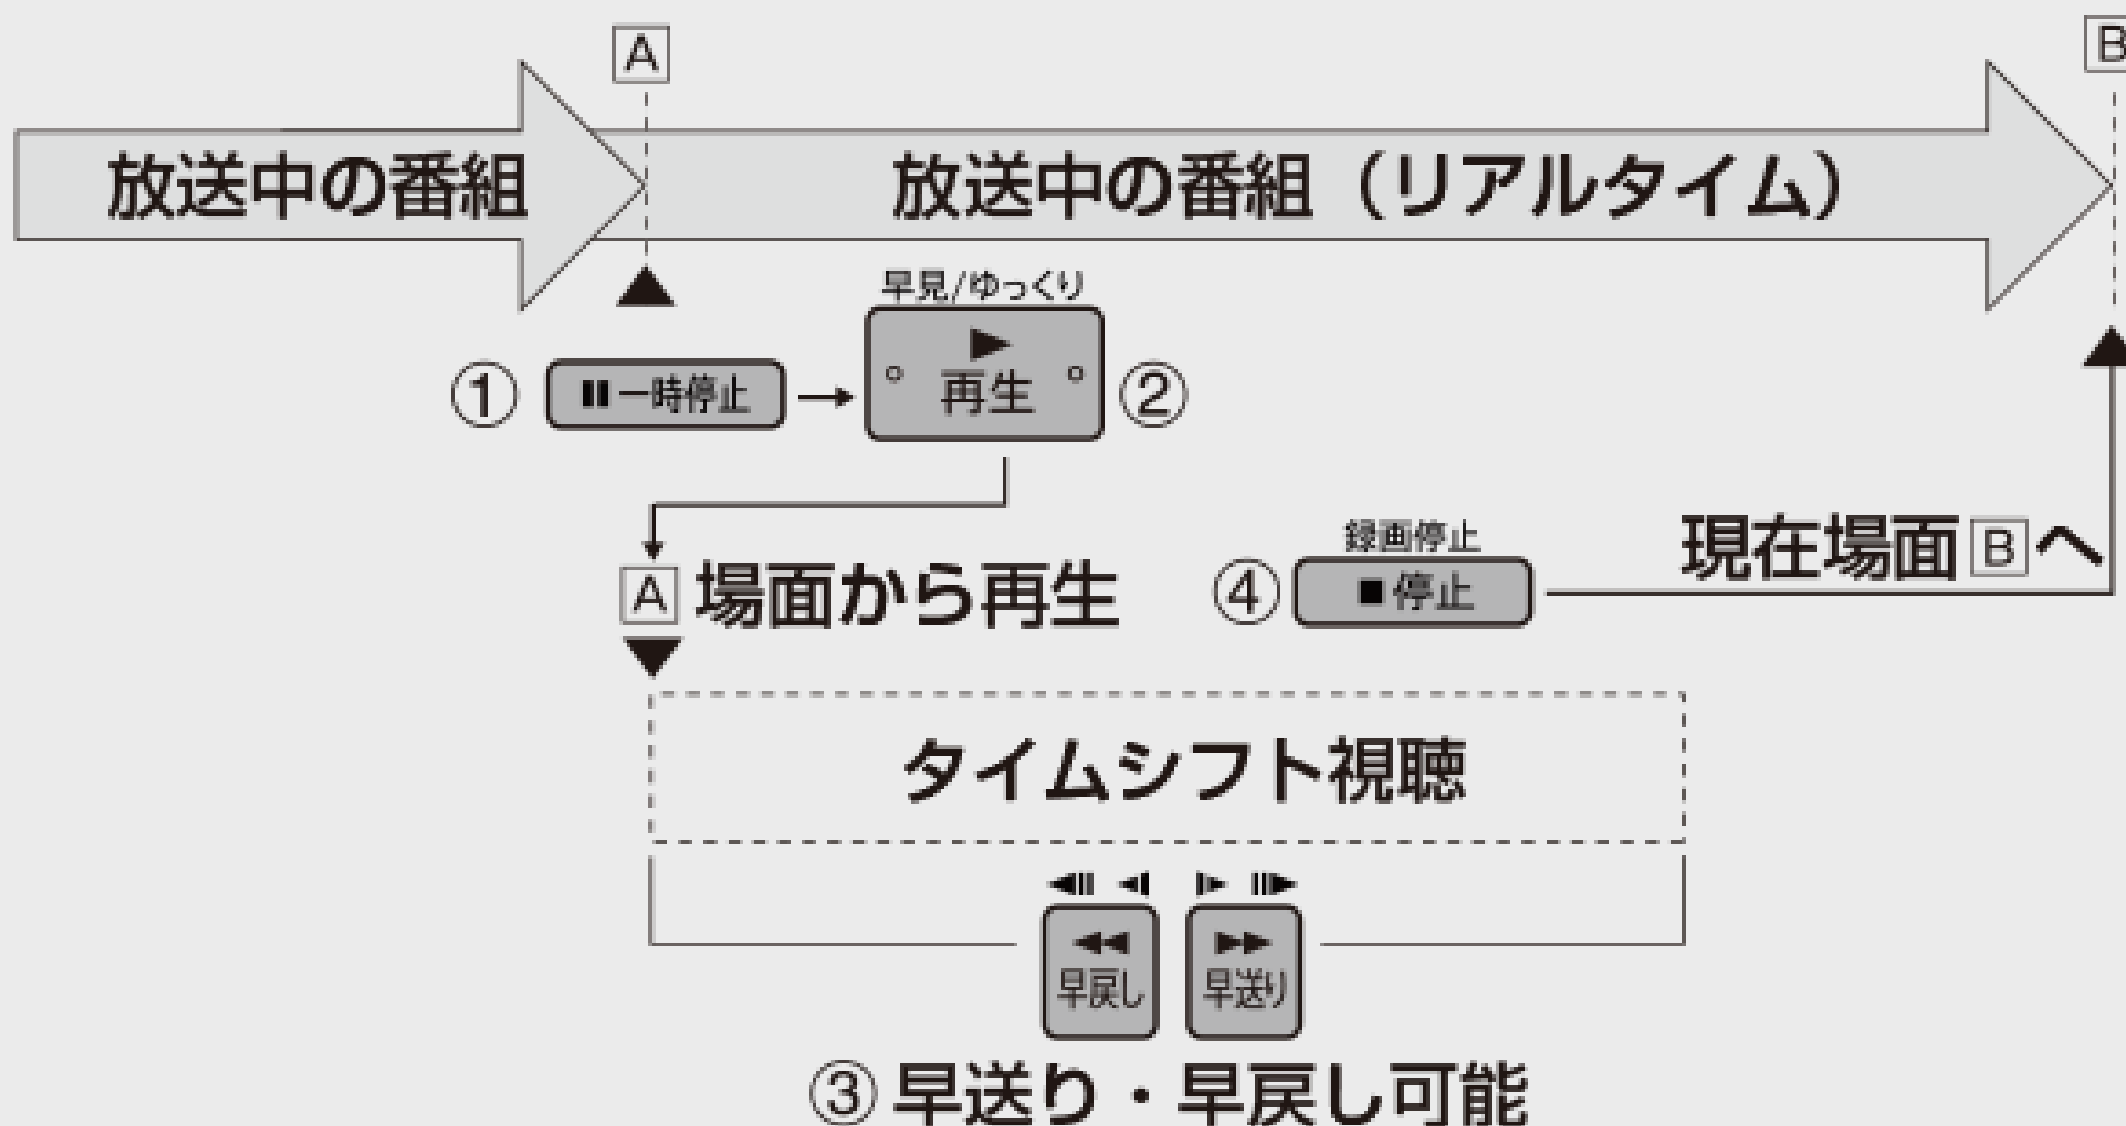 A
B
放送中の番組
放送中の番組（リアルタイム）
早見/ゆっくり
① 一時停止
再生 ②
A 場面から再生
録画停止
④ ■停止
現在場面Bへ
タイムシフト視聴
早戻し
早送り
③早送り・早戻し可能